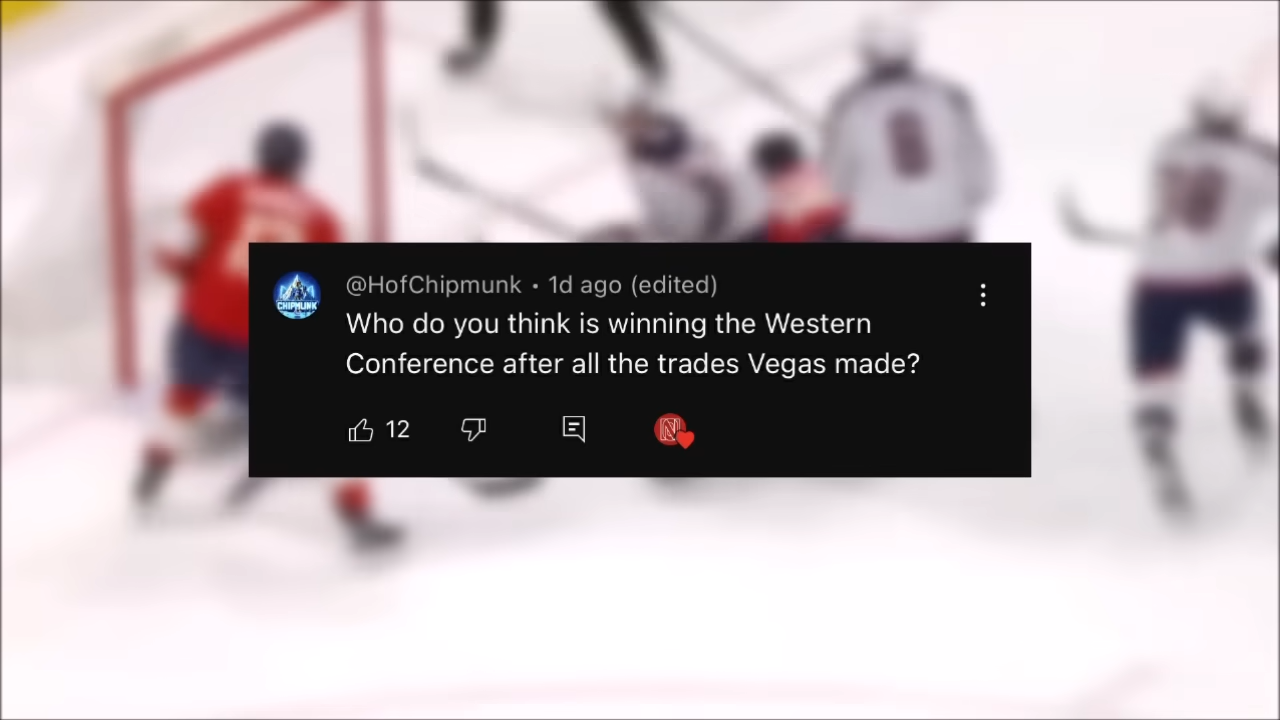 @HofChipmunk • 1d ago (edited)
Who do you think is winning the Western
Conference after all the trades Vegas made?
12
CHIPMUNK